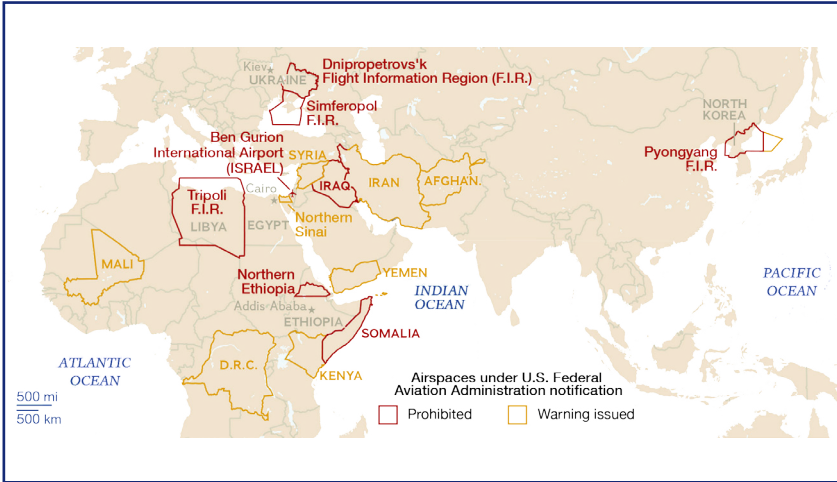 Kiev
UKRAINE
Dnipropetrovs'k
Flight Information Region (F.I.R.)
Simferopol
F.I.R.
Ben Gurion
International Airport
(ISRAEL)
SYRIA
IRAQ
IRAN
AFGHAN.
NORTH
KOREA
Pyongyang
F.I.R.
Cairo
Tripoli
F.I.R.
LIBYA
EGYPT
Northern
Sinai
MALI
Northern
Ethiopia
YEMEN
INDIAN
OCEAN
PACIFIC
OCEAN
Addis Ababa
ETHIOPIA
SOMALIA
ATLANTIC
OCEAN
D.R.C.
KENYA
500 mi
500 km
Airspaces under U.S. Federal
Aviation Administration notification
Prohibited
Warning issued